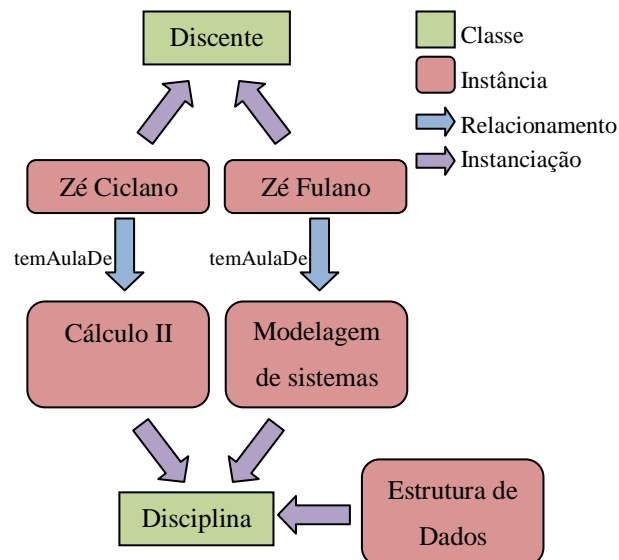 Discente
Classe
Instância
Relacionamento
Instanciação
Zé Ciclano
Zé Fulano
temAulaDe
temAulaDe
Cálculo II
Modelagem
de sistemas
Disciplina
Estrutura de
Dados